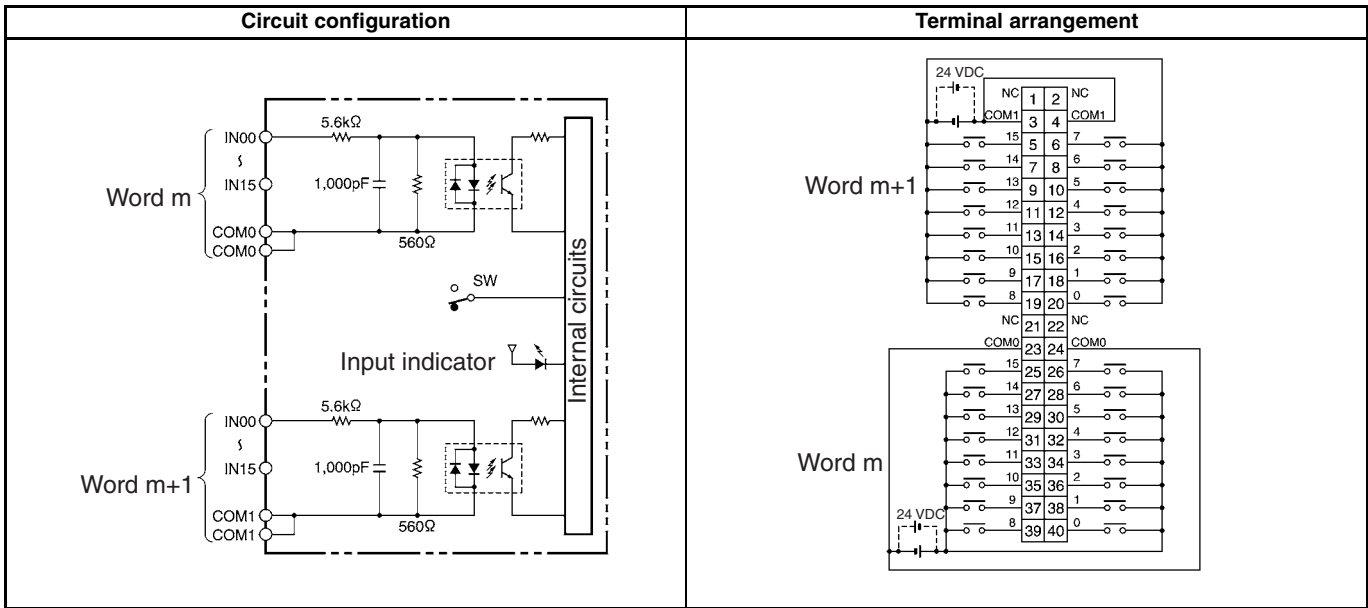 Circuit configuration
Terminal arrangement
IN00
IN15
COM0
COM0
Word m
5.6kΩ
1,000pF
560Ω
SW
Input indicator
Internal circuits
IN00
IN15
COM1
COM1
Word m+1
5.6kΩ
1,000pF
560Ω
24 VDC
NC 1 2 NC
COM1 3 4 COM1
15 5 6 7
14 7 8 6
Word m+1
13 9 10 5
12 11 12 4
11 13 14 3
10 15 16 2
9 17 18 1
8 19 20 0
NC 21 22 NC
COM0 23 24 COM0
15 25 26 7
14 27 28 6
13 29 30 5
12 31 32 4
Word m
11 33 34 3
10 35 36 2
9 37 38 1
24 VDC
8 39 40 0